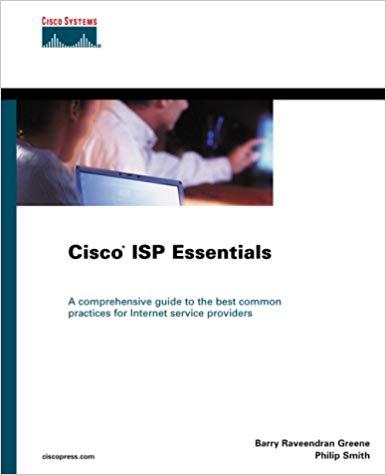 CISCO SYSTEMS
Cisco® ISP Essentials
A comprehensive guide to the best common
practices for Internet service providers
Barry Raveendran Greene
ciscopress.com
Philip Smith